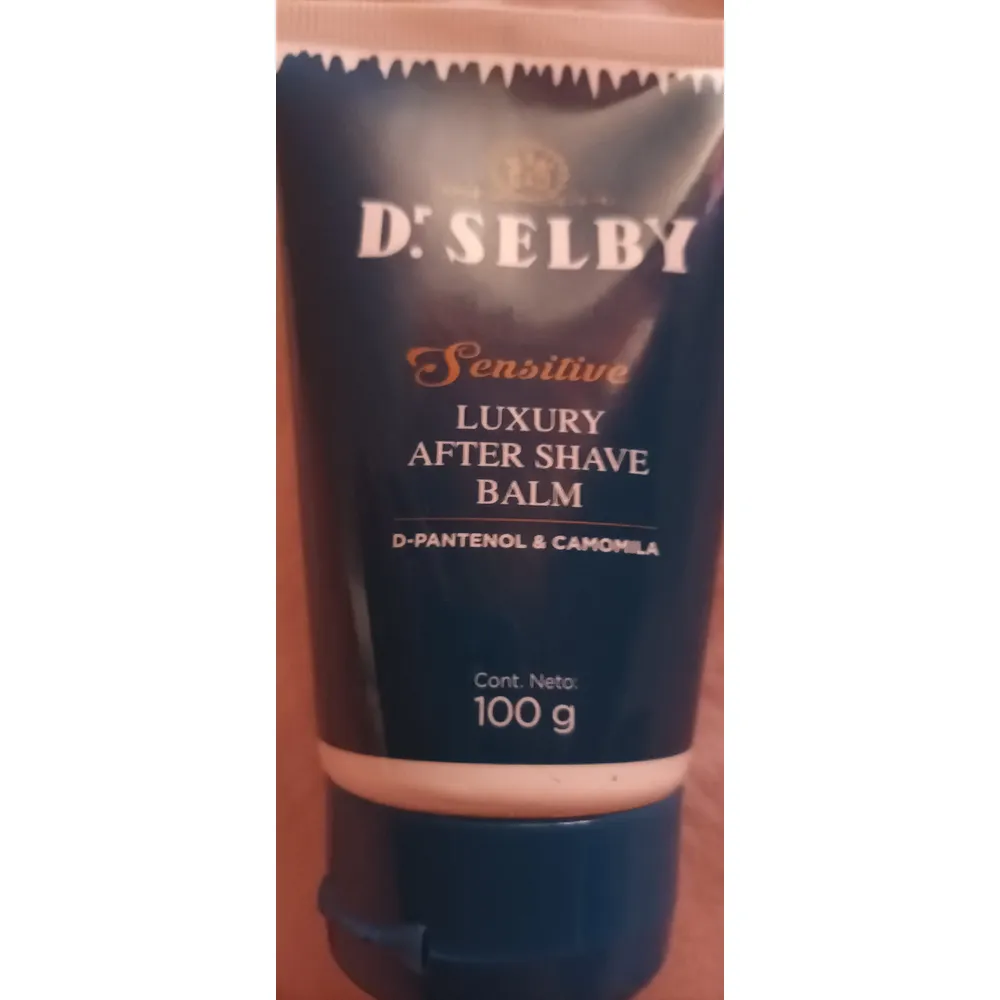 Dr. SELBY
Sensitive
LUXURY
AFTER SHAVE
BALM
D-PANTENOL & CAMOMILA
Cont. Neto:
100 g